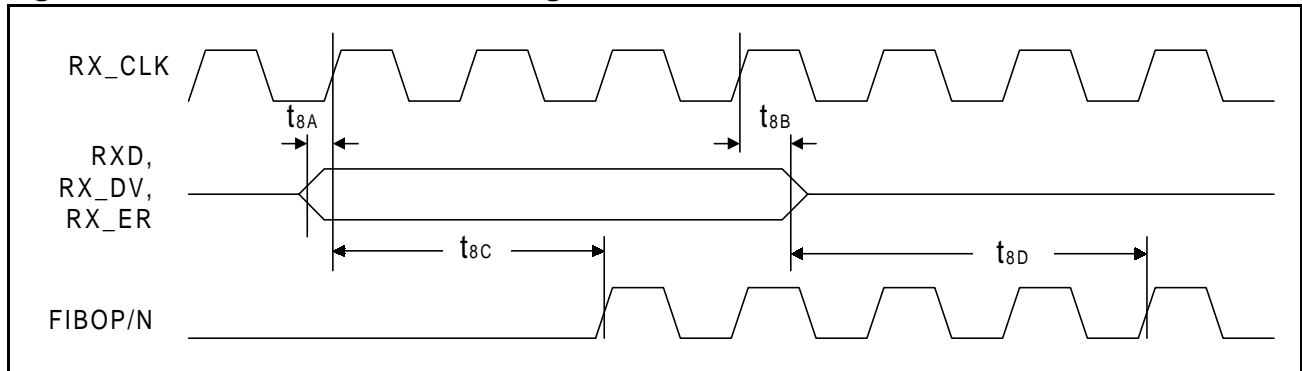 RX_CLK
t8A
t8B
RXD,
RX_DV,
RX_ER
t8C
t8D
FIBOP/N